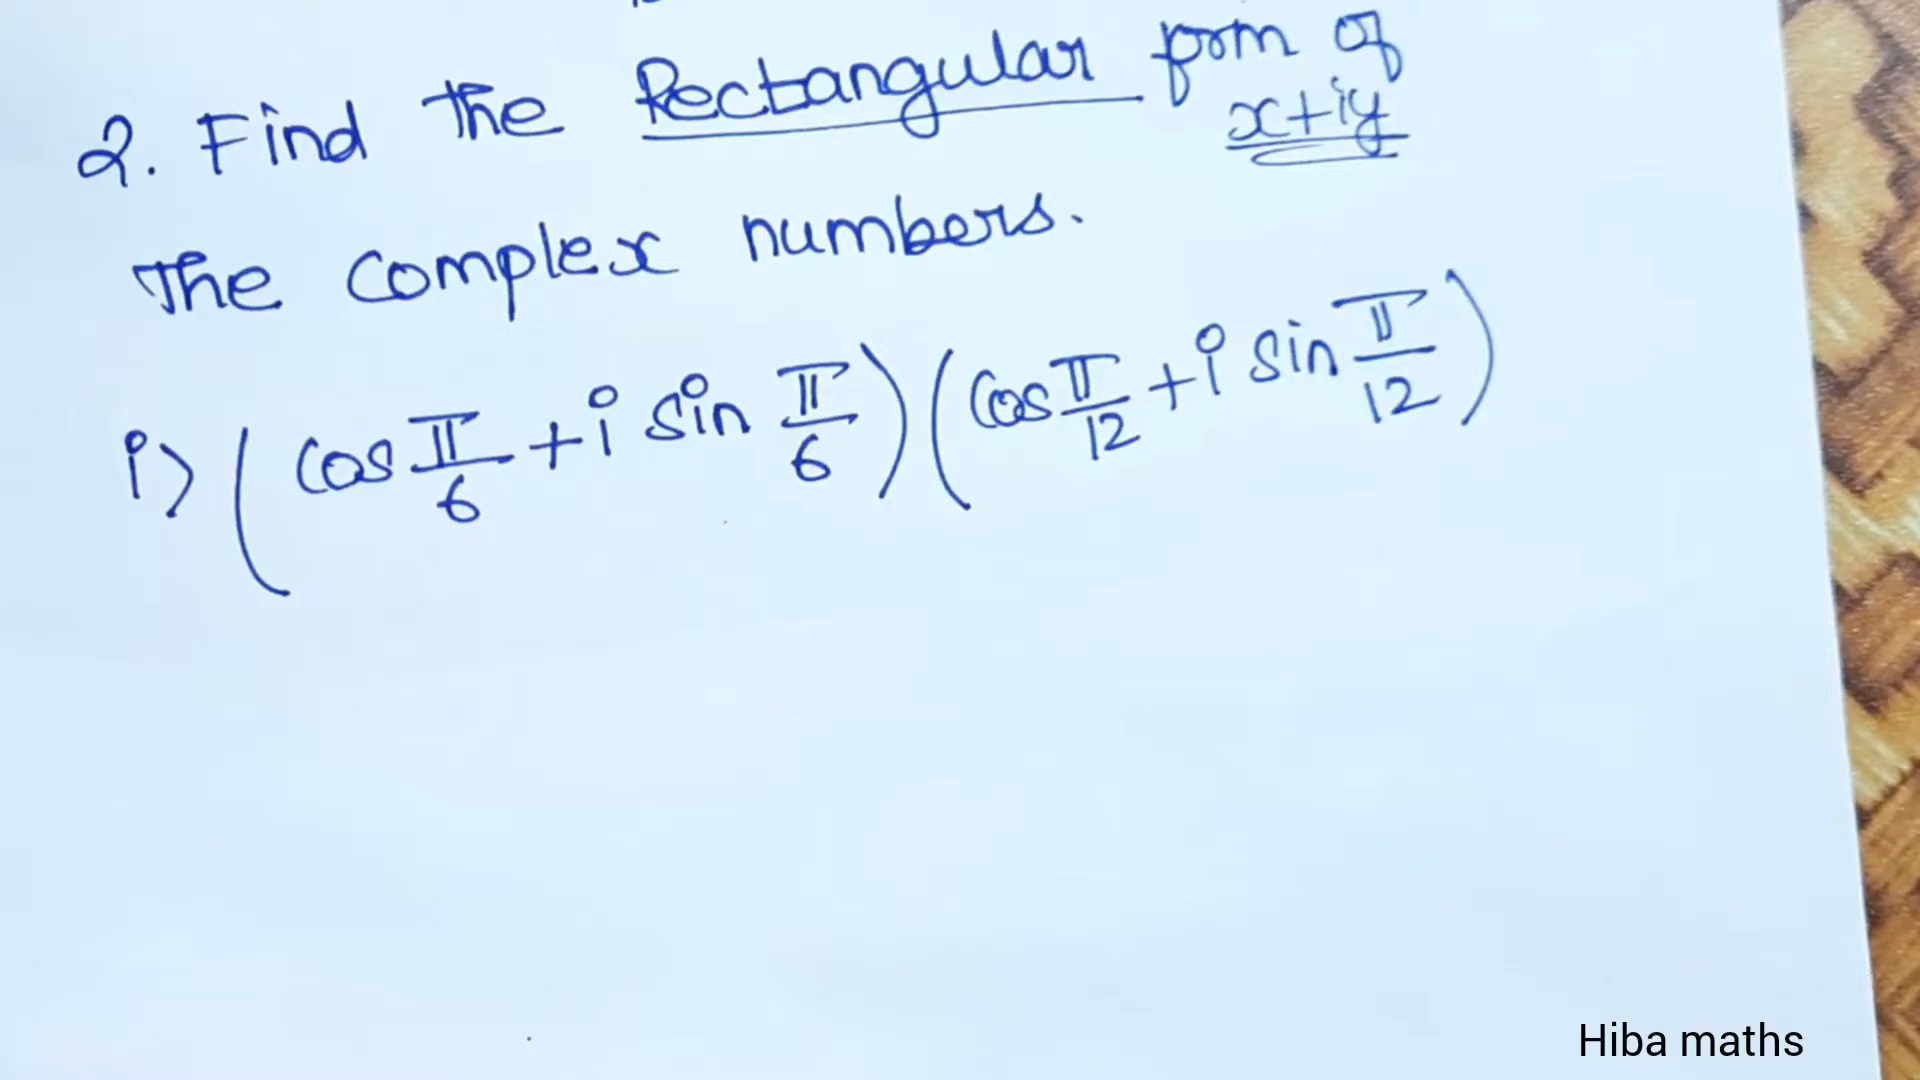 2. Find the Rectangular form of
x+iy
The complex numbers.
i) (cos π/6 + i sin π/6) (cos π/12 + i sin π/12)
Hiba maths